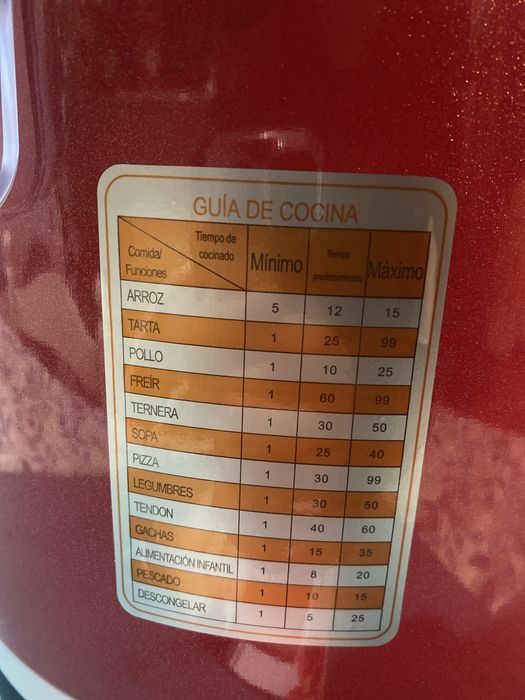 GUÍA DE COCINA
Tiempo de
cocinado
Comida/
Funciones
Mínimo
Tiempo
predeterminado
Máximo
ARROZ 5 12 15
TARTA 1 25 99
POLLO 1 10 25
FREÍR 1 60 99
TERNERA 1 30 50
SOPA 1 25 40
PIZZA 1 30 99
LEGUMBRES 1 30 50
TENDON 1 40 60
GACHAS 1 15 35
ALIMENTACIÓN INFANTIL 1 8 20
PESCADO 1 10 15
DESCONGELAR 1 5 25